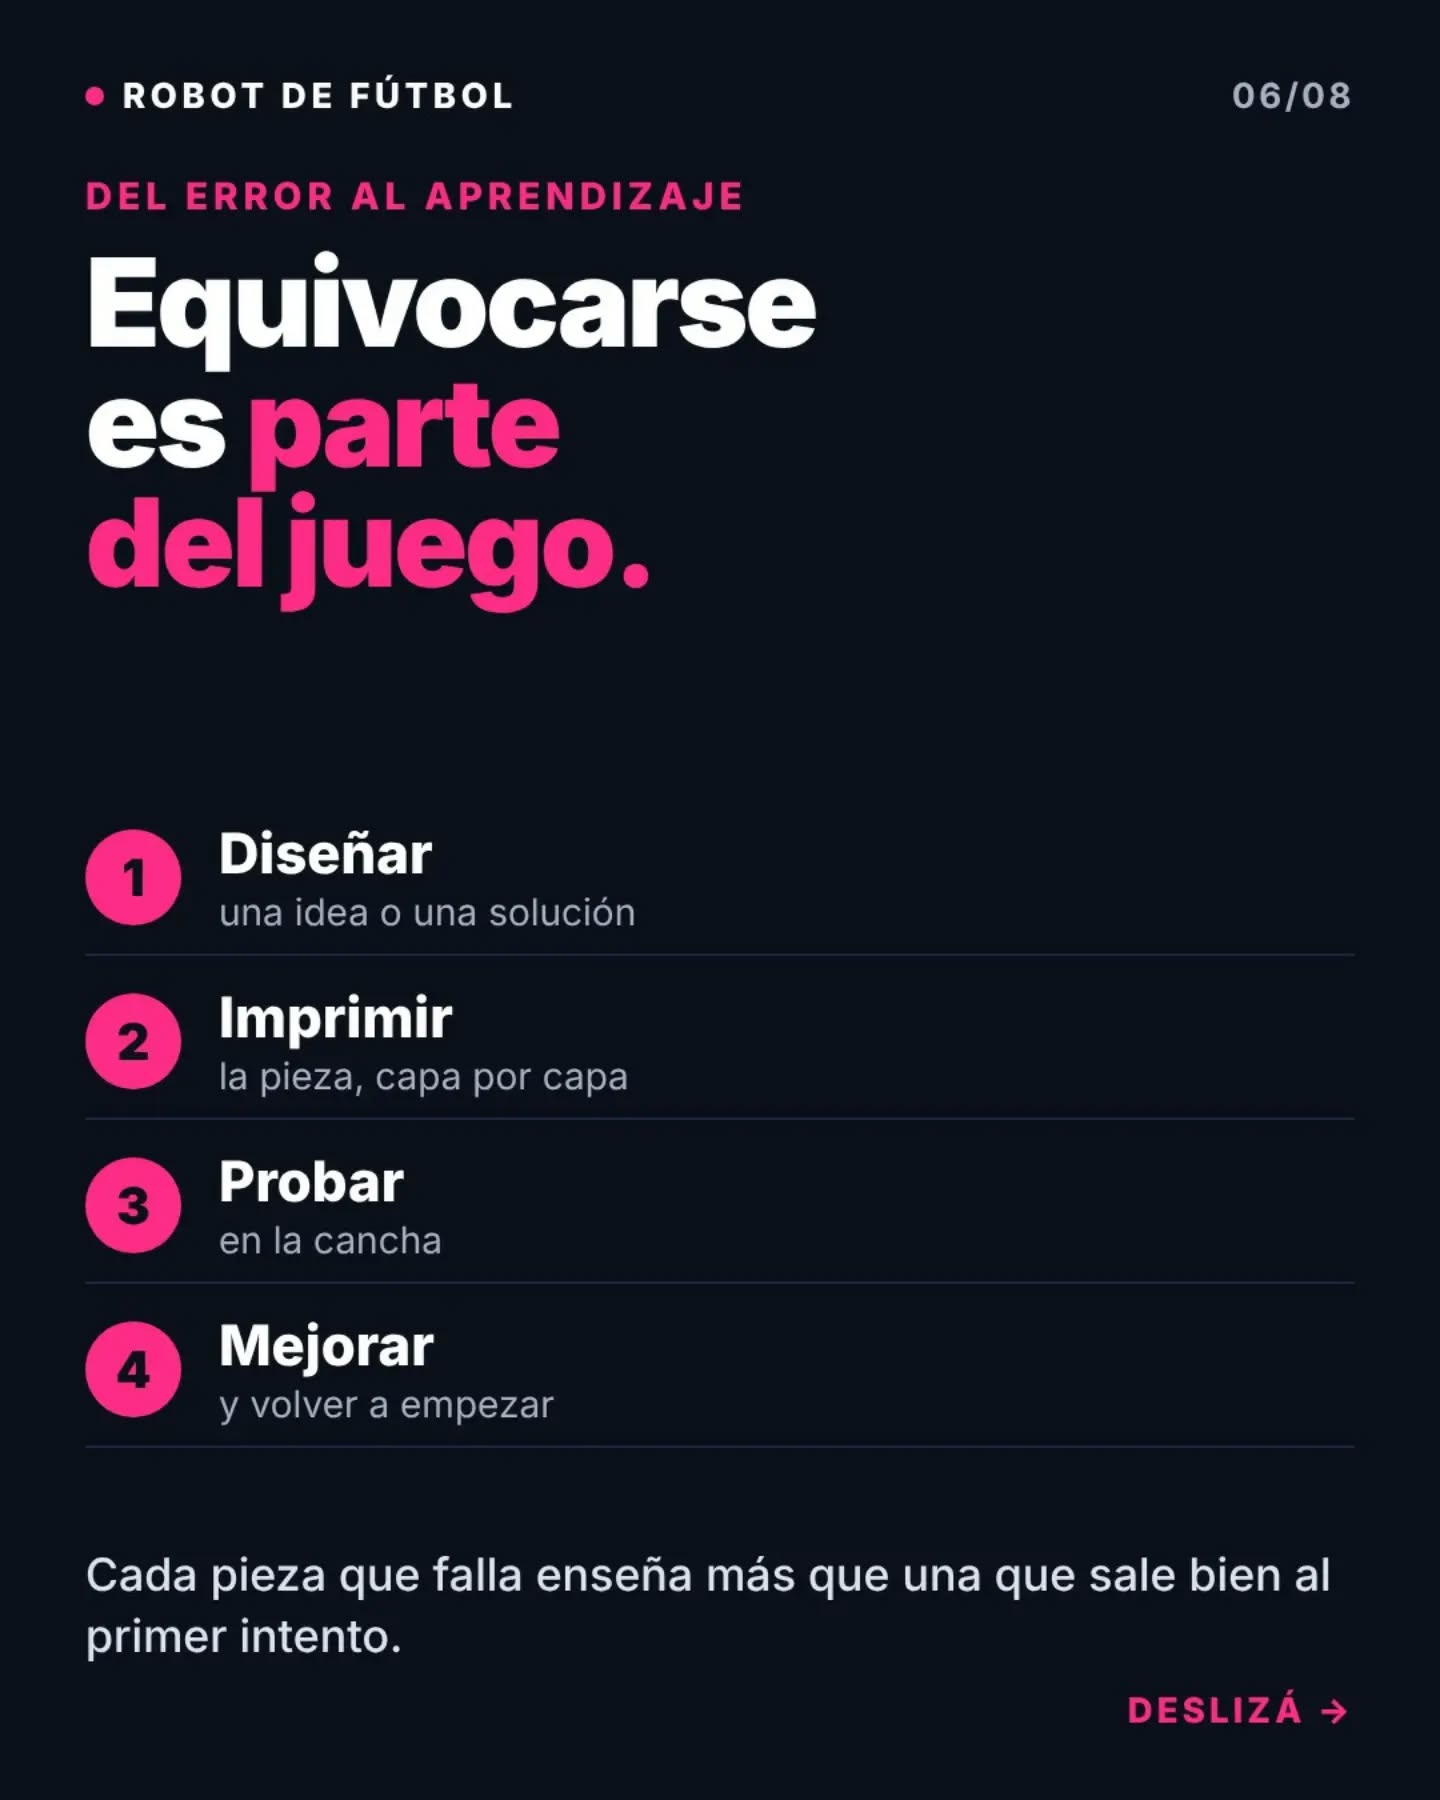 ROBOT DE FÚTBOL
06/08
DEL ERROR AL APRENDIZAJE
Equivocarse
es parte
del juego.
1
Diseñar
una idea o una solución
2
Imprimir
la pieza, capa por capa
3
Probar
en la cancha
4
Mejorar
y volver a empezar
Cada pieza que falla enseña más que una que sale bien al
primer intento.
DESLIZÁ →